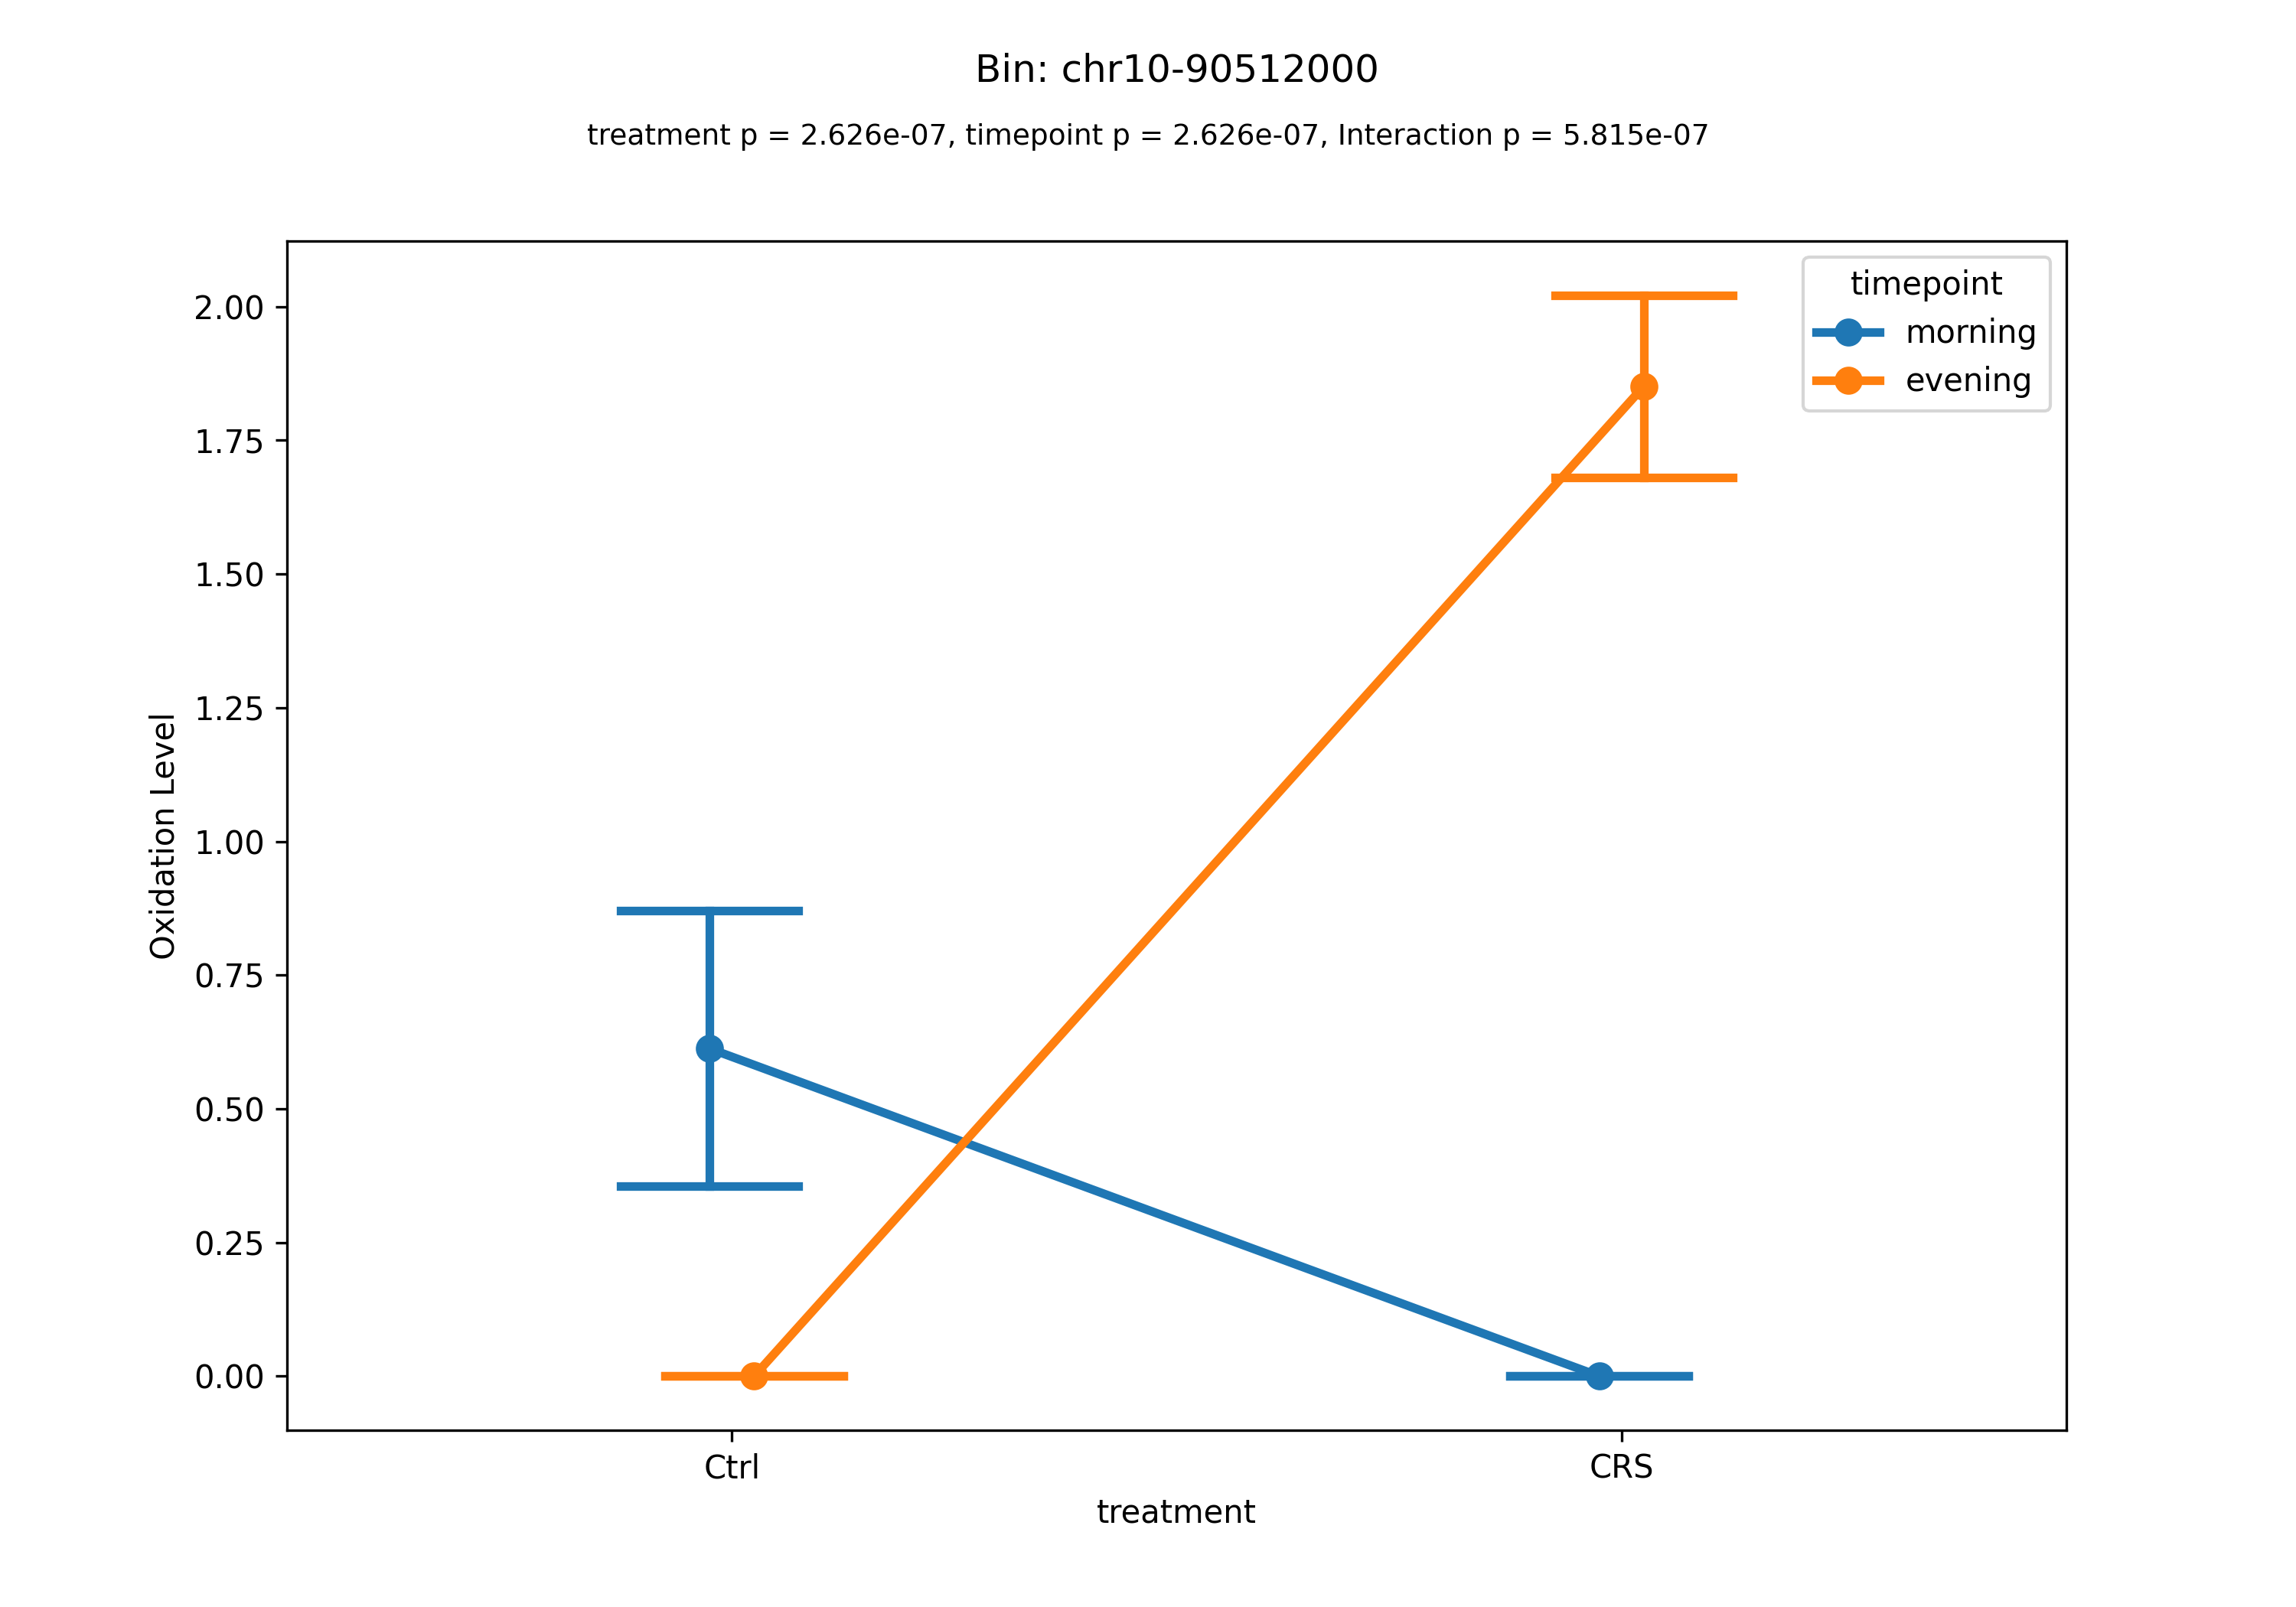 Bin: chr10-90512000
treatment p = 2.626e-07, timepoint p = 2.626e-07, Interaction p = 5.815e-07
timepoint
morning
evening
Oxidation Level
2.00
1.75
1.50
1.25
1.00
0.75
0.50
0.25
0.00
Ctrl
CRS
treatment